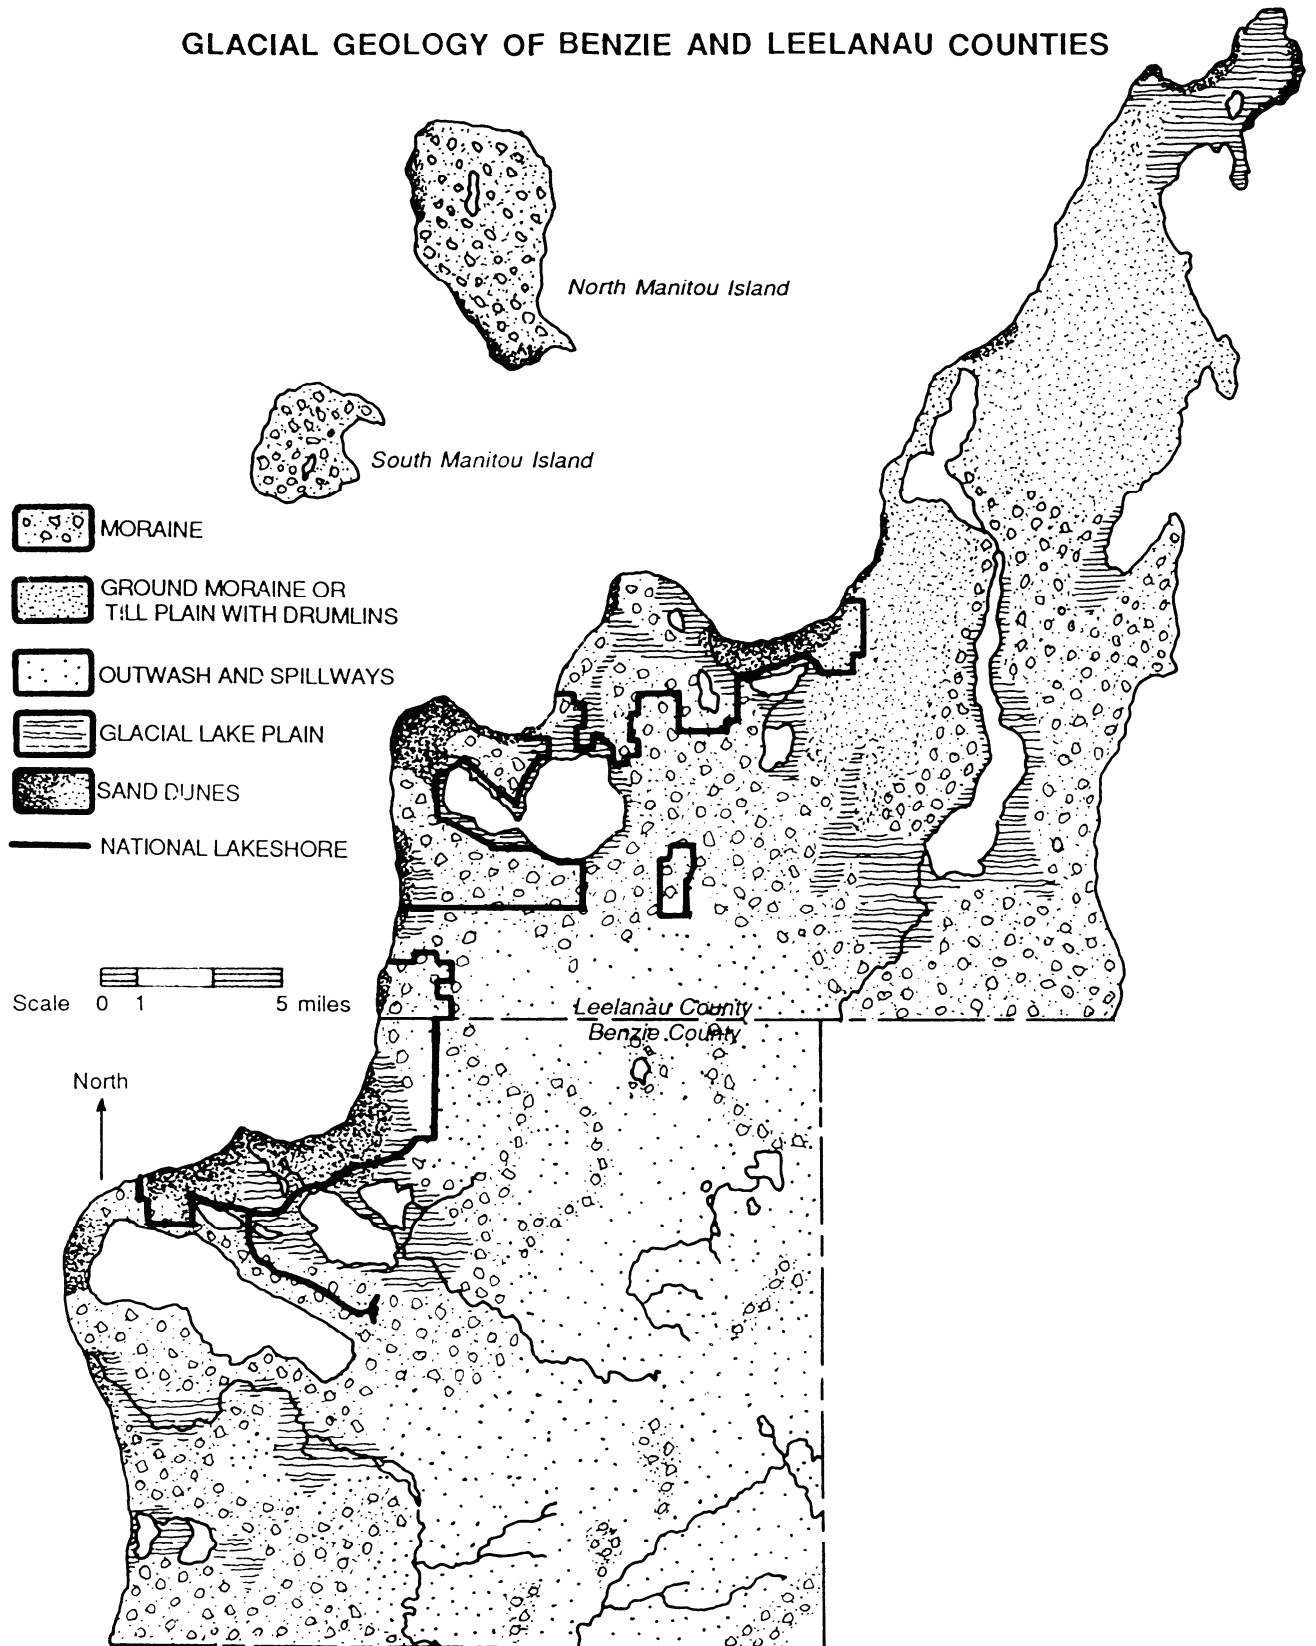 GLACIAL GEOLOGY OF BENZIE AND LEELANAU COUNTIES
North Manitou Island
South Manitou Island
MORAINE
GROUND MORAINE OR
TILL PLAIN WITH DRUMLINS
OUTWASH AND SPILLWAYS
GLACIAL LAKE PLAIN
SAND DUNES
NATIONAL LAKESHORE
Scale 0 1 5 miles
Leelanau County
Benzie County
North